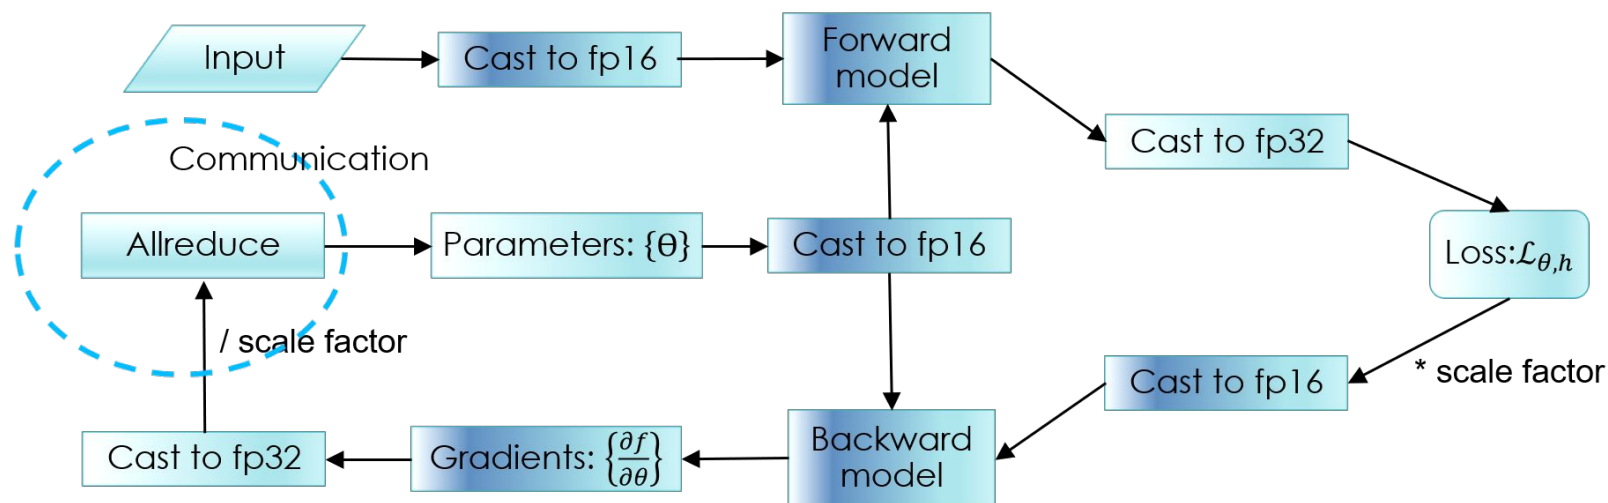 Input
Cast to fp16
Forward
model
Cast to fp32
Communication
Allreduce
Parameters: {θ}
Cast to fp16
Loss:ℒθ,h
/ scale factor
* scale factor
Cast to fp16
Cast to fp32
Gradients: {∂f/∂θ}
Backward
model